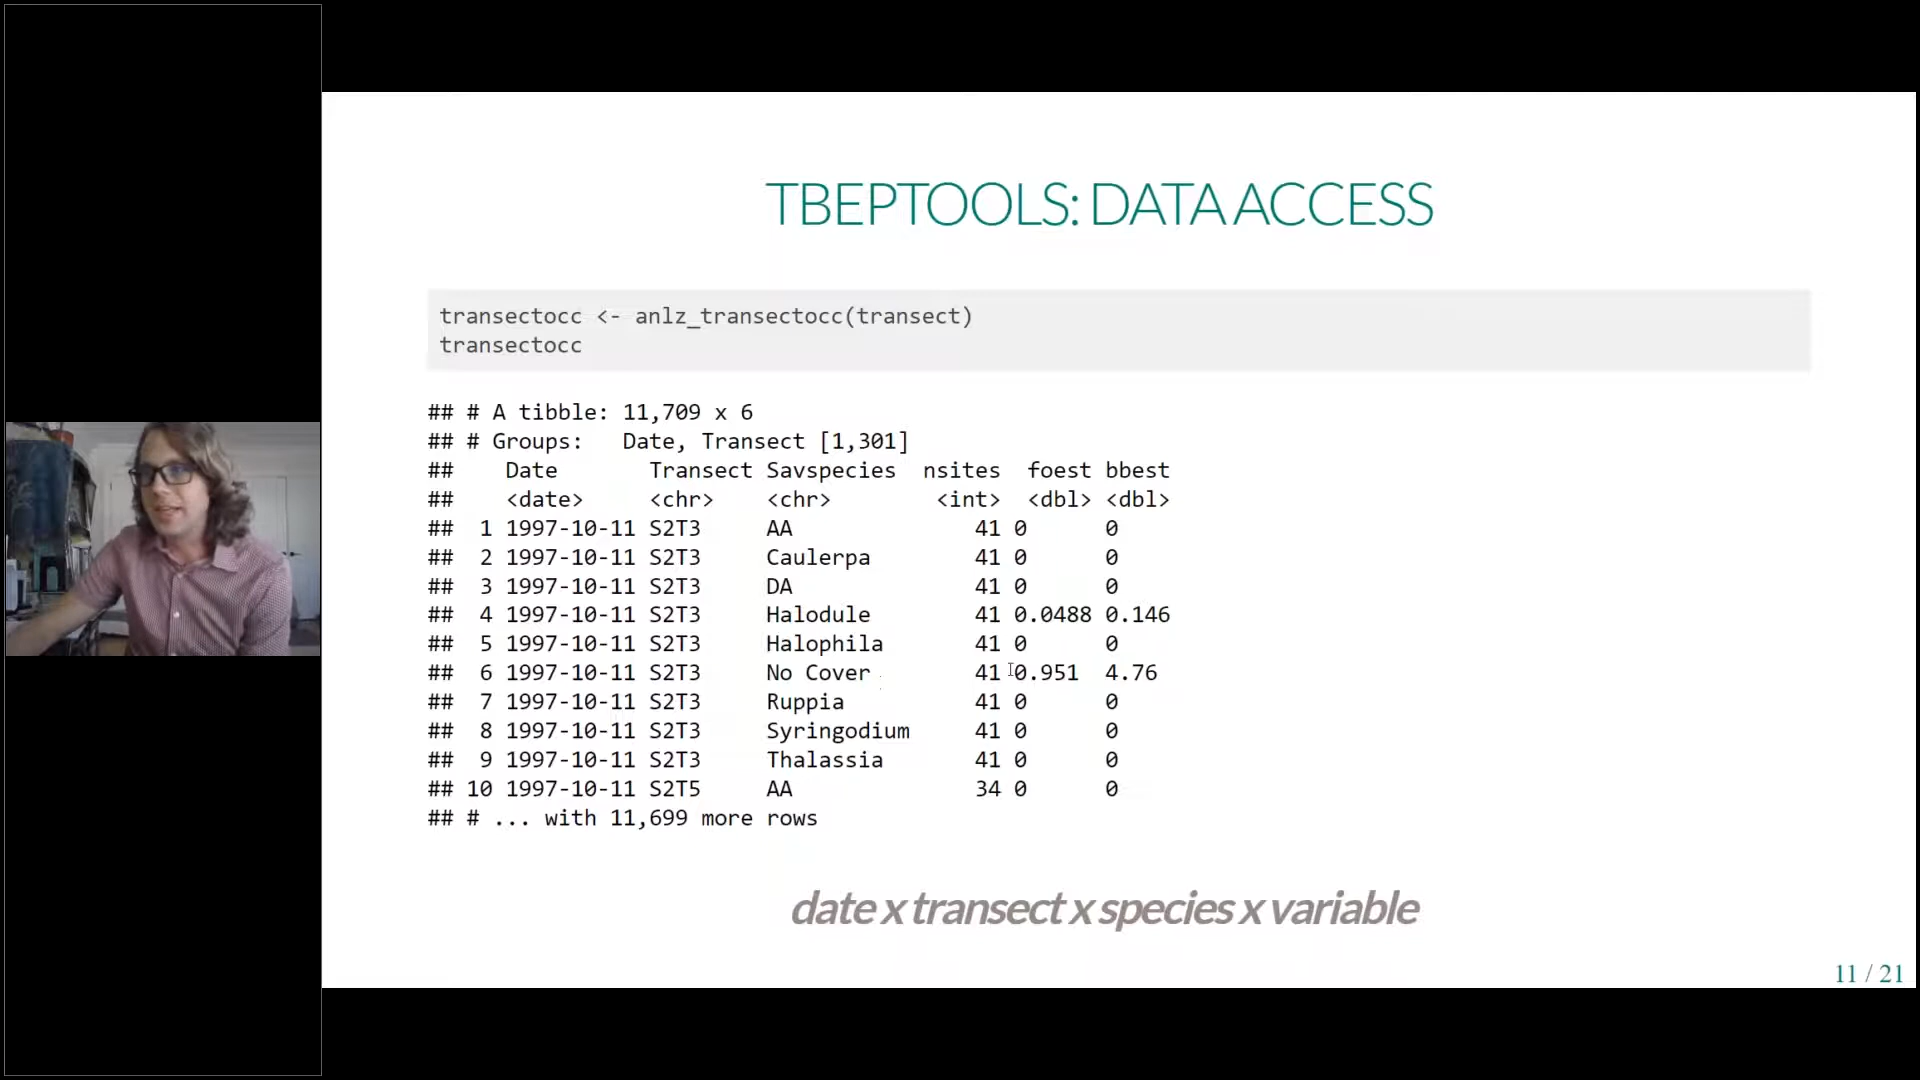 TBEPTOOLS: DATA ACCESS
transectocc <- anlz_transectocc(transect)
transectocc
## # A tibble: 11,709 x 6
## # Groups:   Date, Transect [1,301]
##    Date       Transect Savspecies  nsites  foest bbest
##    <date>     <chr>    <chr>        <int>  <dbl> <dbl>
##  1 1997-10-11 S2T3     AA              41 0      0
##  2 1997-10-11 S2T3     Caulerpa        41 0      0
##  3 1997-10-11 S2T3     DA              41 0      0
##  4 1997-10-11 S2T3     Halodule        41 0.0488 0.146
##  5 1997-10-11 S2T3     Halophila       41 0      0
##  6 1997-10-11 S2T3     No Cover        41 0.951  4.76
##  7 1997-10-11 S2T3     Ruppia          41 0      0
##  8 1997-10-11 S2T3     Syringodium     41 0      0
##  9 1997-10-11 S2T3     Thalassia       41 0      0
## 10 1997-10-11 S2T5     AA              34 0      0
## # ... with 11,699 more rows
date x transect x species x variable
11 / 21